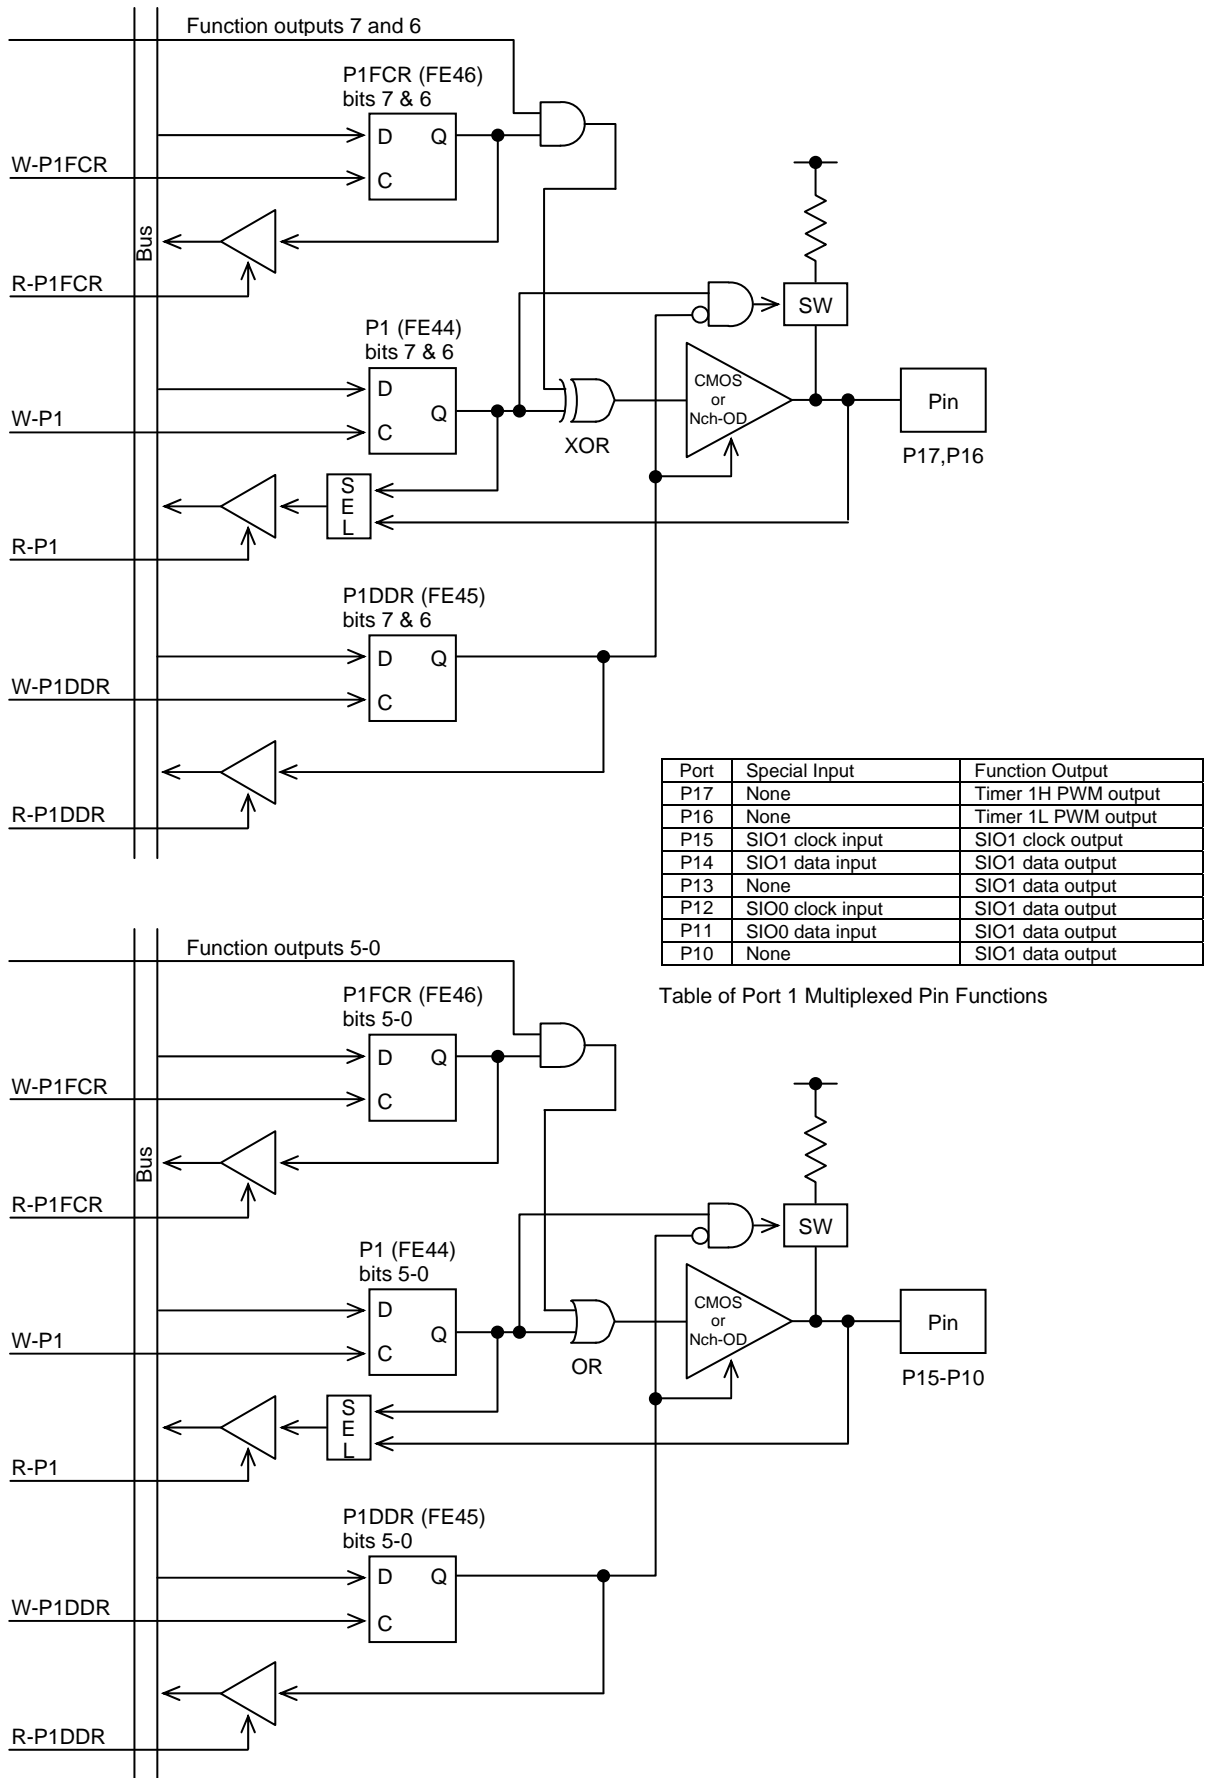 Function outputs 7 and 6
P1FCR (FE46)
bits 7 & 6
D Q
W-P1FCR
C
Bus
R-P1FCR
SW
P1 (FE44)
bits 7 & 6
D
CMOS
or
Nch-OD
Pin
Q
W-P1
C
XOR
P17,P16
SEL
R-P1
P1DDR (FE45)
bits 7 & 6
D Q
W-P1DDR
C
R-P1DDR
Port Special Input Function Output
P17 None Timer 1H PWM output
P16 None Timer 1L PWM output
P15 SIO1 clock input SIO1 clock output
P14 SIO1 data input SIO1 data output
P13 None SIO1 data output
P12 SIO0 clock input SIO1 data output
P11 SIO0 data input SIO1 data output
P10 None SIO1 data output
Table of Port 1 Multiplexed Pin Functions
Function outputs 5-0
P1FCR (FE46)
bits 5-0
D Q
W-P1FCR
C
Bus
R-P1FCR
SW
P1 (FE44)
bits 5-0
D
CMOS
or
Nch-OD
Pin
Q
W-P1
C
OR
P15-P10
SEL
R-P1
P1DDR (FE45)
bits 5-0
D Q
W-P1DDR
C
R-P1DDR